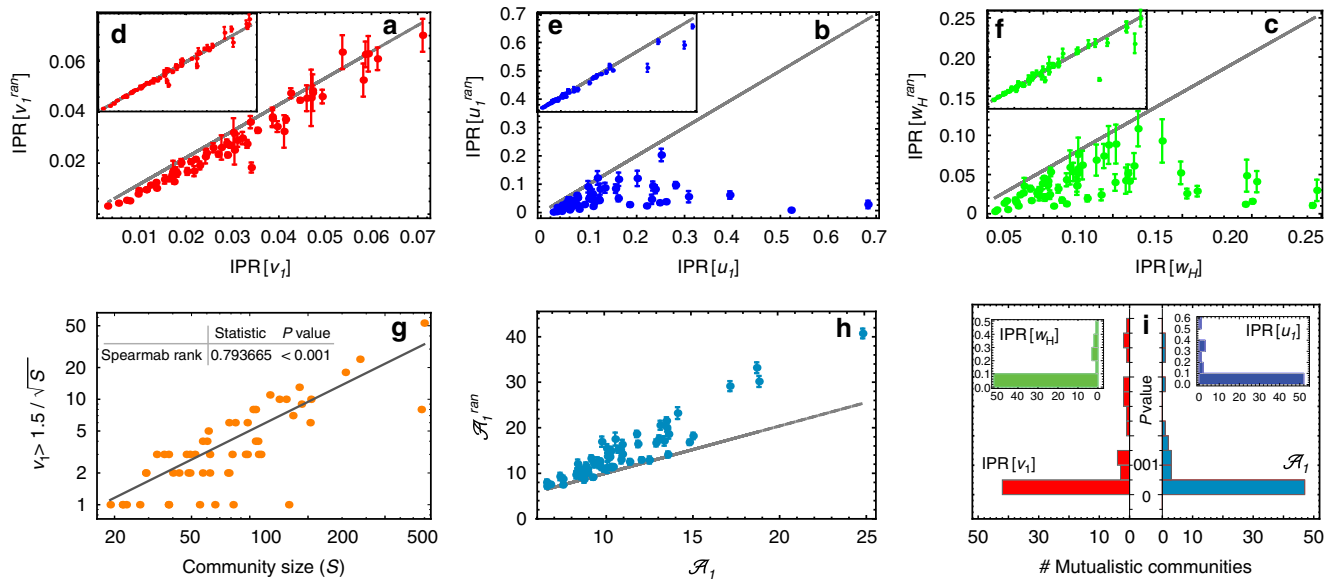 d
a
IPR [v₁ʳᵃⁿ]
0.06
0.04
0.02
0.01 0.02 0.03 0.04 0.05 0.06 0.07
IPR [v₁]
e
b
IPR [u₁ʳᵃⁿ]
0.7
0.6
0.5
0.4
0.3
0.2
0.1
0
0 0.1 0.2 0.3 0.4 0.5 0.6 0.7
IPR [u₁]
f
c
IPR [w_Hʳᵃⁿ]
0.25
0.20
0.15
0.10
0.05
0
0.05 0.10 0.15 0.20 0.25
IPR [w_H]
g
v₁> 1.5 / √S
50
20
10
5
2
1
Statistic P value
Spearmab rank 0.793665 < 0.001
20 50 100 200 500
Community size (S)
h
𝒜₁ʳᵃⁿ
40
30
20
10
0
10 15 20 25
𝒜₁
i
IPR [w_H]
0.6
0.5
0.4
0.3
0.2
0.1
0.0
50 40 30 20 10 0
IPR [u₁]
0.6
0.5
0.4
0.3
0.2
0.1
0.0
0 10 20 30 40 50
P value
001
0
IPR [v₁]
𝒜₁
50 40 30 20 10 0 0 10 20 30 40 50
# Mutualistic communities